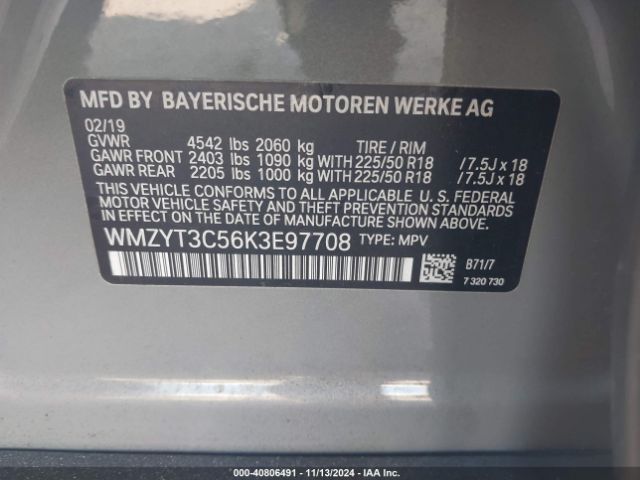 MFD BY BAYERISCHE MOTOREN WERKE AG
02/19
GVWR 4542 lbs 2060 kg TIRE / RIM
GAWR FRONT 2403 lbs 1090 kg WITH 225/50 R18 /7.5J x 18
GAWR REAR 2205 lbs 1000 kg WITH 225/50 R18 /7.5J x 18
THIS VEHICLE CONFORMS TO ALL APPLICABLE U. S. FEDERAL
MOTOR VEHICLE SAFETY, BUMPER, AND THEFT PREVENTION
STANDARDS IN EFFECT ON THE DATE OF MANUFACTURE SHOWN ABOVE.
WMZYT3C56K3E97708 TYPE: MPV
B71/7
7 320 730
000-40806491 - 11/13/2024 - IAA Inc.